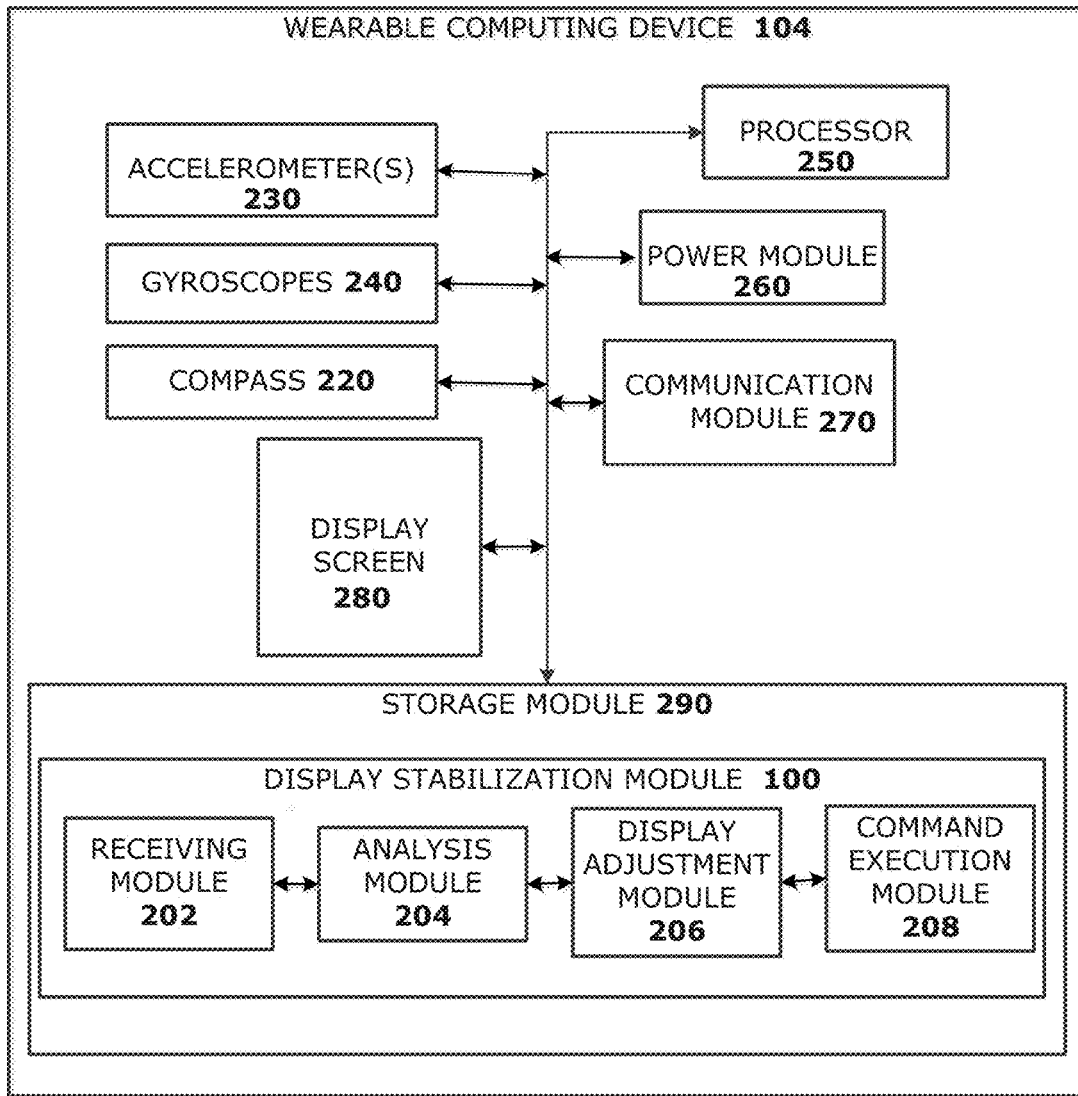 WEARABLE COMPUTING DEVICE 104
PROCESSOR
250
ACCELEROMETER(S)
230
POWER MODULE
260
GYROSCOPES 240
COMPASS 220
COMMUNICATION
MODULE 270
DISPLAY
SCREEN
280
STORAGE MODULE 290
DISPLAY STABILIZATION MODULE 100
RECEIVING
MODULE
202
ANALYSIS
MODULE
204
DISPLAY
ADJUSTMENT
MODULE
206
COMMAND
EXECUTION
MODULE
208